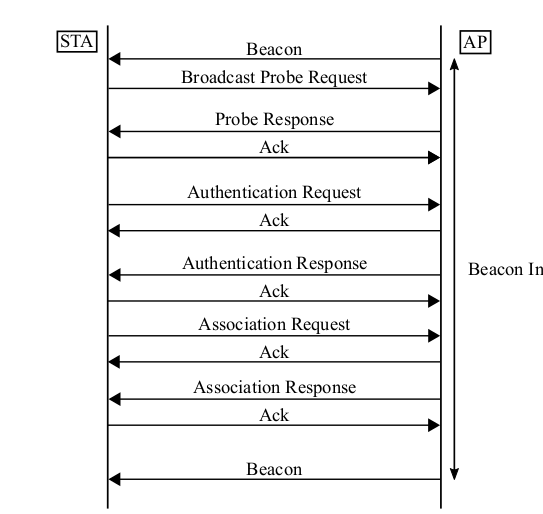 STA
AP
Beacon
Broadcast Probe Request
Probe Response
Ack
Authentication Request
Ack
Authentication Response
Ack
Association Request
Ack
Association Response
Ack
Beacon
Beacon In